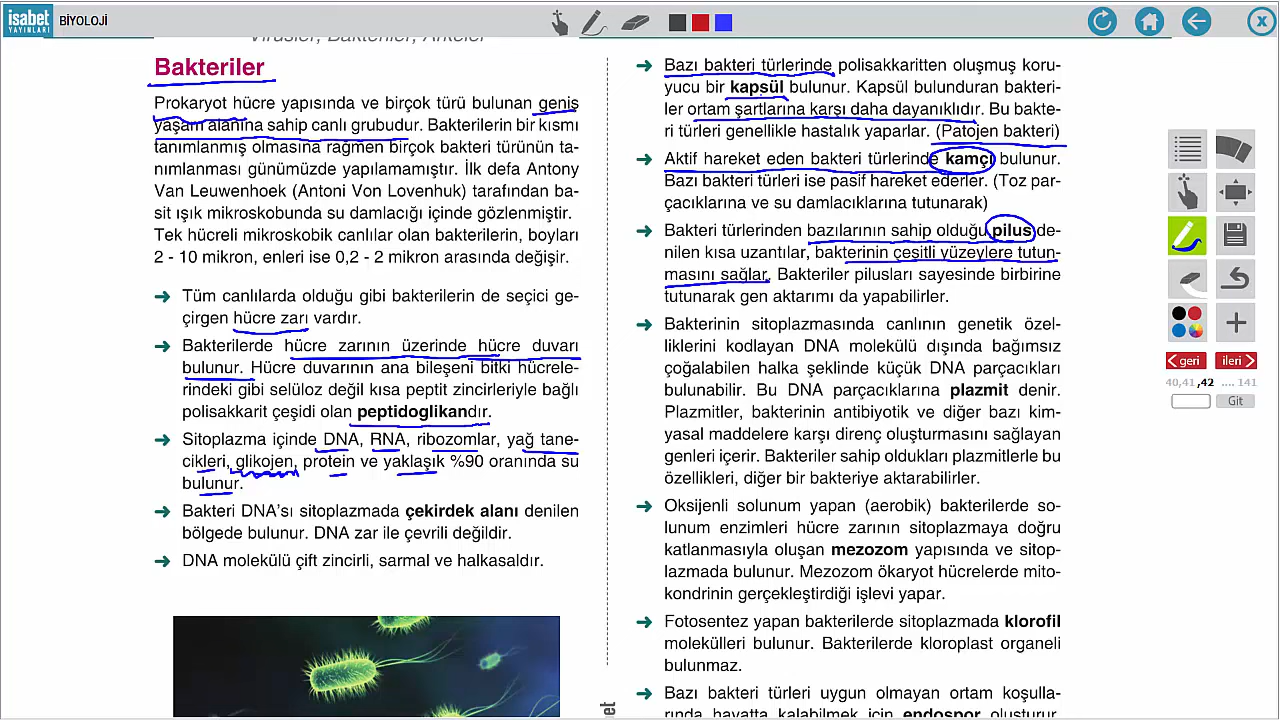 isabet
YAYINLARI
BİYOLOJİ
Virüsler, Bakteriler, Arkeler
Bakteriler
Prokaryot hücre yapısında ve birçok türü bulunan geniş
yaşam alanına sahip canlı grubudur. Bakterilerin bir kısmı
tanımlanmış olmasına rağmen birçok bakteri türünün ta-
nımlanması günümüzde yapılamamıştır. İlk defa Antony
Van Leuwenhoek (Antoni Von Lovenhuk) tarafından ba-
sit ışık mikroskobunda su damlacığı içinde gözlenmiştir.
Tek hücreli mikroskobik canlılar olan bakterilerin, boyları
2 - 10 mikron, enleri ise 0,2 - 2 mikron arasında değişir.
Tüm canlılarda olduğu gibi bakterilerin de seçici ge-
çirgen hücre zarı vardır.
Bakterilerde hücre zarının üzerinde hücre duvarı
bulunur. Hücre duvarının ana bileşeni bitki hücrele-
rindeki gibi selüloz değil kısa peptit zincirleriyle bağlı
polisakkarit çeşidi olan peptidoglikandır.
Sitoplazma içinde DNA, RNA, ribozomlar, yağ tane-
cikleri, glikojen, protein ve yaklaşık %90 oranında su
bulunur.
Bakteri DNA'sı sitoplazmada çekirdek alanı denilen
bölgede bulunur. DNA zar ile çevrili değildir.
DNA molekülü çift zincirli, sarmal ve halkasaldır.
Bazı bakteri türlerinde polisakkaritten oluşmuş koru-
yucu bir kapsül bulunur. Kapsül bulunduran bakteri-
ler ortam şartlarına karşı daha dayanıklıdır. Bu bakte-
ri türleri genellikle hastalık yaparlar. (Patojen bakteri)
Aktif hareket eden bakteri türlerinde kamçı bulunur.
Bazı bakteri türleri ise pasif hareket ederler. (Toz par-
çacıklarına ve su damlacıklarına tutunarak)
Bakteri türlerinden bazılarının sahip olduğu pilus de-
nilen kısa uzantılar, bakterinin çeşitli yüzeylere tutun-
masını sağlar. Bakteriler pilusları sayesinde birbirine
tutunarak gen aktarımı da yapabilirler.
Bakterinin sitoplazmasında canlının genetik özel-
liklerini kodlayan DNA molekülü dışında bağımsız
çoğalabilen halka şeklinde küçük DNA parçacıkları
bulunabilir. Bu DNA parçacıklarına plazmit denir.
Plazmitler, bakterinin antibiyotik ve diğer bazı kim-
yasal maddelere karşı direnç oluşturmasını sağlayan
genleri içerir. Bakteriler sahip oldukları plazmitlerle bu
özellikleri, diğer bir bakteriye aktarabilirler.
Oksijenli solunum yapan (aerobik) bakterilerde so-
lunum enzimleri hücre zarının sitoplazmaya doğru
katlanmasıyla oluşan mezozom yapısında ve sitop-
lazmada bulunur. Mezozom ökaryot hücrelerde mito-
kondrinin gerçekleştirdiği işlevi yapar.
Fotosentez yapan bakterilerde sitoplazmada klorofil
molekülleri bulunur. Bakterilerde kloroplast organeli
bulunmaz.
Bazı bakteri türleri uygun olmayan ortam koşulla-
rında hayatta kalabilmek için endospor oluşturur.
geri
ileri
40,41,42 .... 141
Git